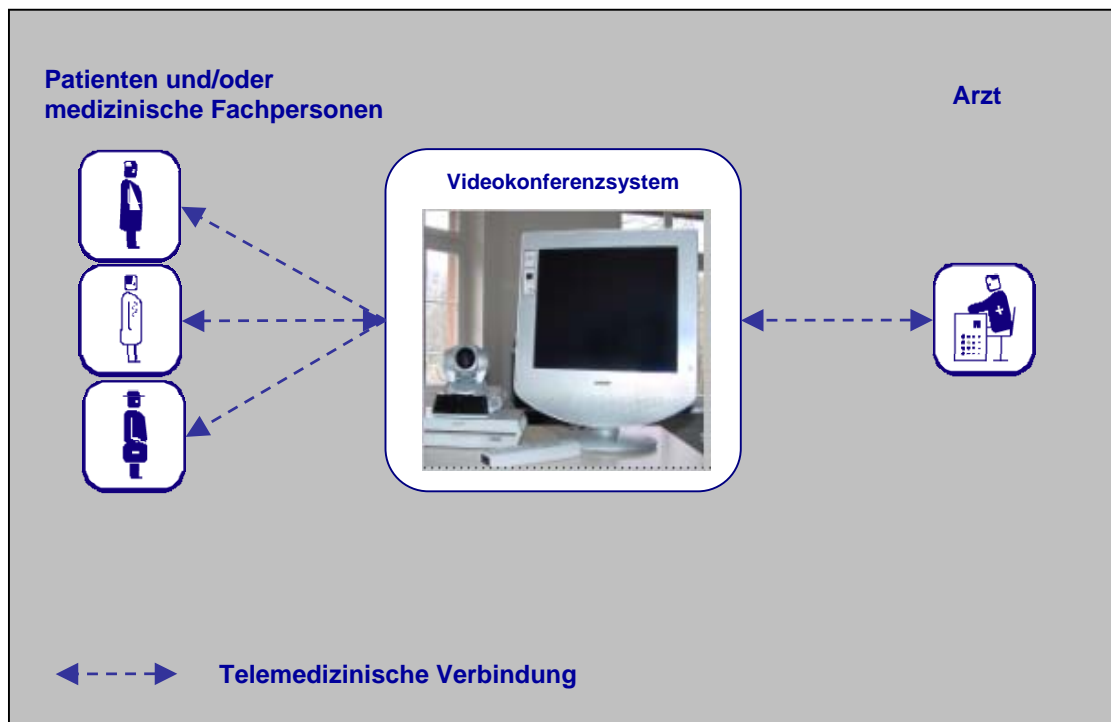 Patienten und/oder
medizinische Fachpersonen
Arzt
Videokonferenzsystem
Telemedizinische Verbindung